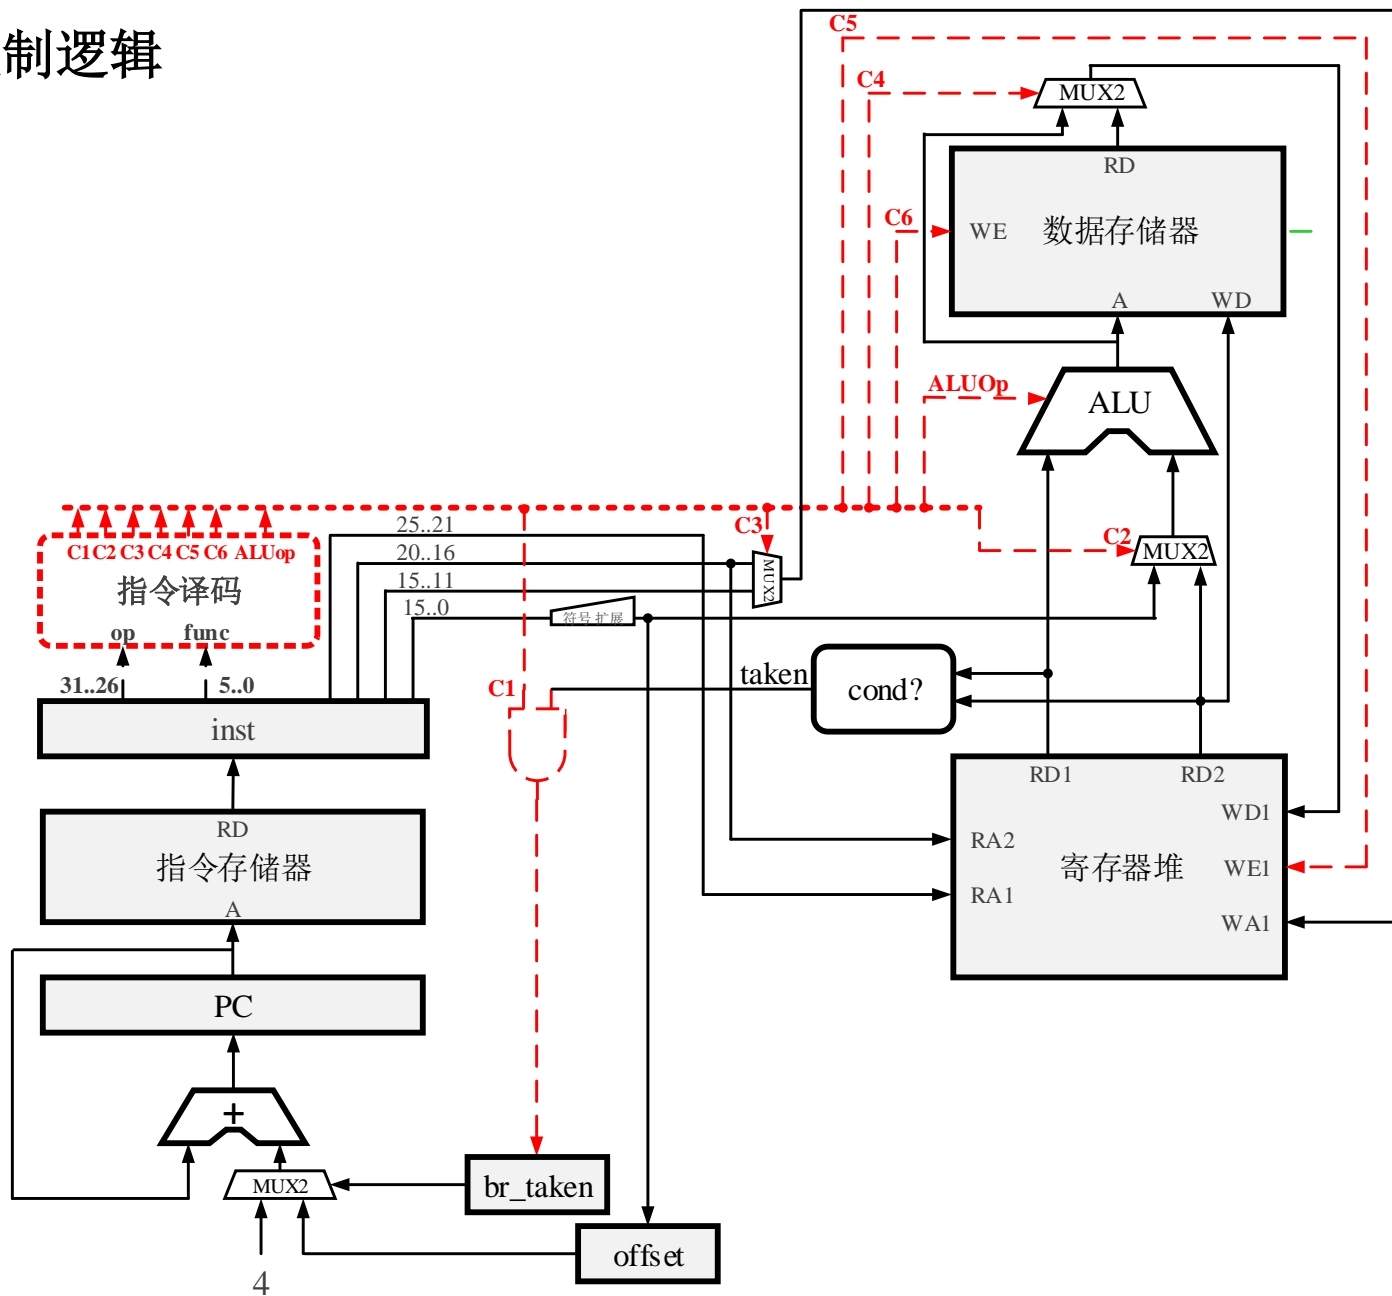 制逻辑
C5
C4
MUX2
RD
C6
WE
数据存储器
A
WD
ALUOp
ALU
C1 C2 C3 C4 C5 C6 ALUop
指令译码
op
func
25..21
20..16
15..11
15..0
C3
MUX2
C2
MUX2
符号扩展
31..26
5..0
inst
C1
taken
cond?
RD
指令存储器
A
RD1
RD2
WD1
RA2
寄存器堆
WE1
RA1
WA1
PC
+
MUX2
br_taken
4
offset